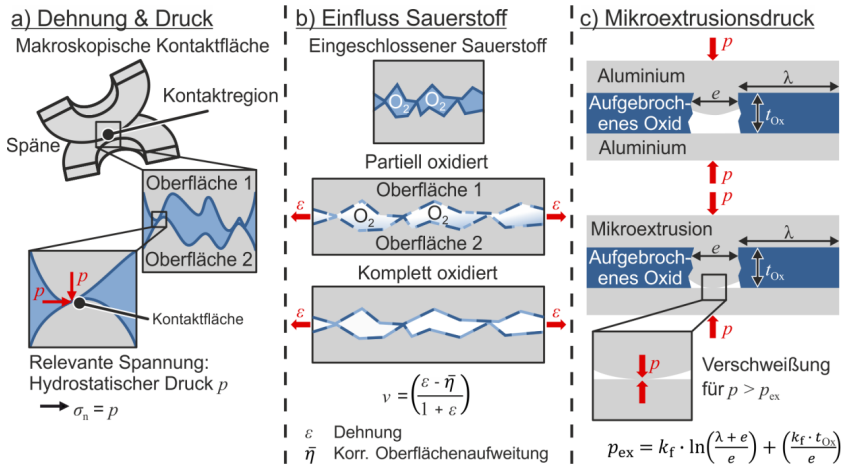 a) Dehnung & Druck
Makroskopische Kontaktfläche
Kontaktregion
Späne
Oberfläche 1
Oberfläche 2
p
p
Kontaktfläche
Relevante Spannung:
Hydrostatischer Druck p
σn = p
b) Einfluss Sauerstoff
Eingeschlossener Sauerstoff
O2 O2
Partiell oxidiert
Oberfläche 1
ε O2 O2 ε
Oberfläche 2
Komplett oxidiert
ε ε
v = ((ε - η̄) / (1 + ε))
ε Dehnung
η̄ Korr. Oberflächenaufweitung
c) Mikroextrusionsdruck
p
Aluminium
e λ
Aufgebroch-
enes Oxid
tOx
Aluminium
p
p
Mikroextrusion
e λ
Aufgebroch-
enes Oxid
tOx
p
p
Verschweißung
für p > pex
pex = kf · ln((λ + e) / e) + ((kf · tOx) / e)